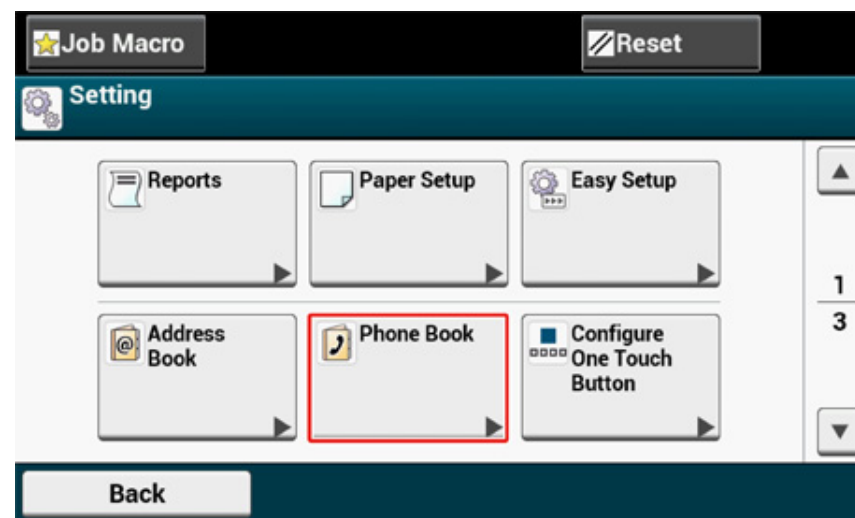 Job Macro
Reset
Setting
Reports
Paper Setup
Easy Setup
1
3
Address
Book
Phone Book
Configure
One Touch
Button
Back